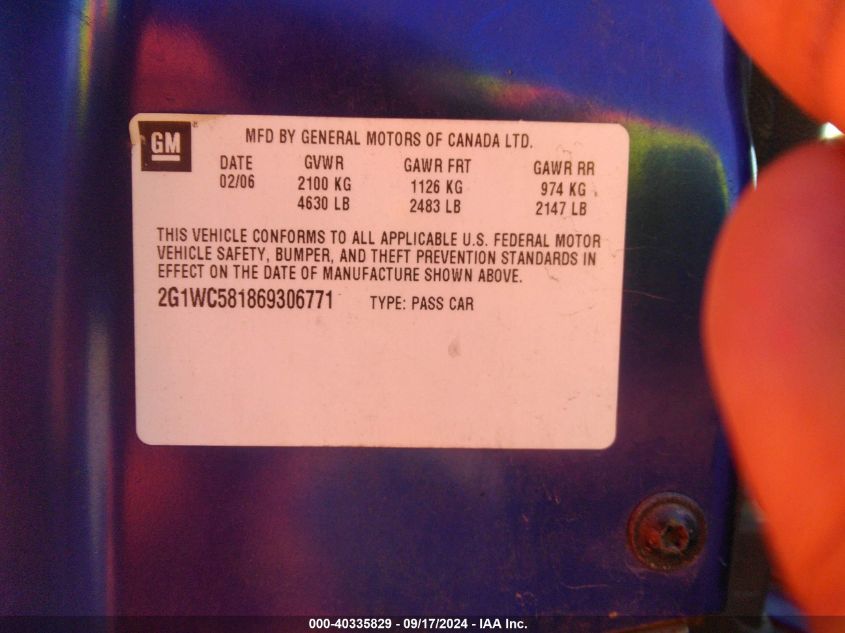 GM
MFD BY GENERAL MOTORS OF CANADA LTD.
DATE GVWR GAWR FRT GAWR RR
02/06 2100 KG 1126 KG 974 KG
4630 LB 2483 LB 2147 LB
THIS VEHICLE CONFORMS TO ALL APPLICABLE U.S. FEDERAL MOTOR
VEHICLE SAFETY, BUMPER, AND THEFT PREVENTION STANDARDS IN
EFFECT ON THE DATE OF MANUFACTURE SHOWN ABOVE.
2G1WC581869306771 TYPE: PASS CAR
000-40335829 - 09/17/2024 - IAA Inc.